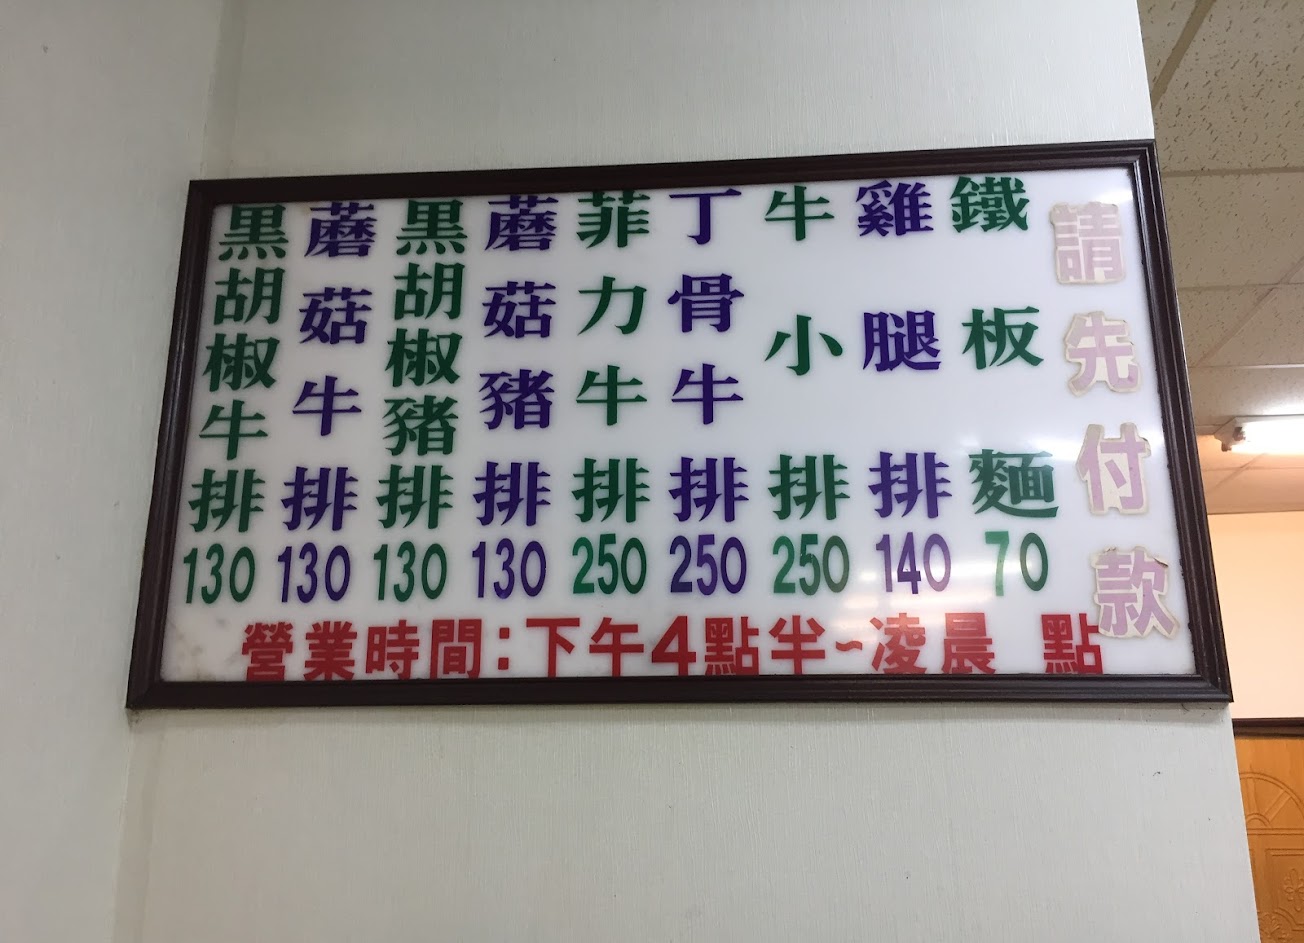 請先付款
鐵板麵 70
雞腿排 140
牛小排 250
丁骨牛排 250
菲力牛排 250
蘑菇豬排 130
黑胡椒豬排 130
蘑菇牛排 130
黑胡椒牛排 130
營業時間：下午4點半~凌晨 點